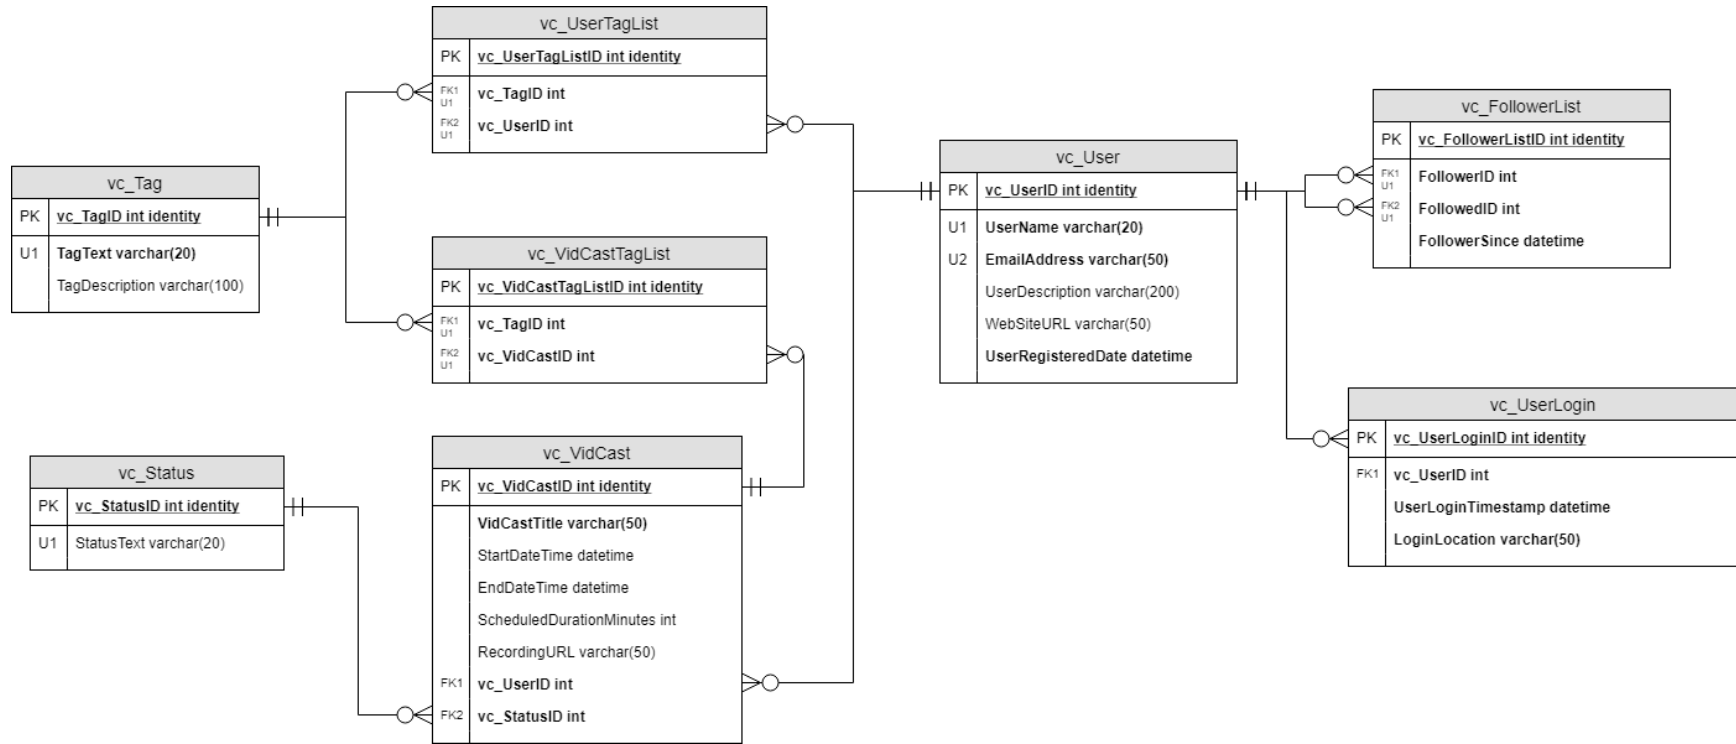 vc_UserTagList
PK vc_UserTagListID int identity
FK1 U1 vc_TagID int
FK2 U1 vc_UserID int
vc_Tag
PK vc_TagID int identity
U1 TagText varchar(20)
TagDescription varchar(100)
vc_VidCastTagList
PK vc_VidCastTagListID int identity
FK1 U1 vc_TagID int
FK2 U1 vc_VidCastID int
vc_Status
PK vc_StatusID int identity
U1 StatusText varchar(20)
vc_VidCast
PK vc_VidCastID int identity
VidCastTitle varchar(50)
StartDateTime datetime
EndDateTime datetime
ScheduledDurationMinutes int
RecordingURL varchar(50)
FK1 vc_UserID int
FK2 vc_StatusID int
vc_User
PK vc_UserID int identity
U1 UserName varchar(20)
U2 EmailAddress varchar(50)
UserDescription varchar(200)
WebSiteURL varchar(50)
UserRegisteredDate datetime
vc_FollowerList
PK vc_FollowerListID int identity
FK1 U1 FollowerID int
FK2 U1 FollowedID int
FollowerSince datetime
vc_UserLogin
PK vc_UserLoginID int identity
FK1 vc_UserID int
UserLoginTimestamp datetime
LoginLocation varchar(50)